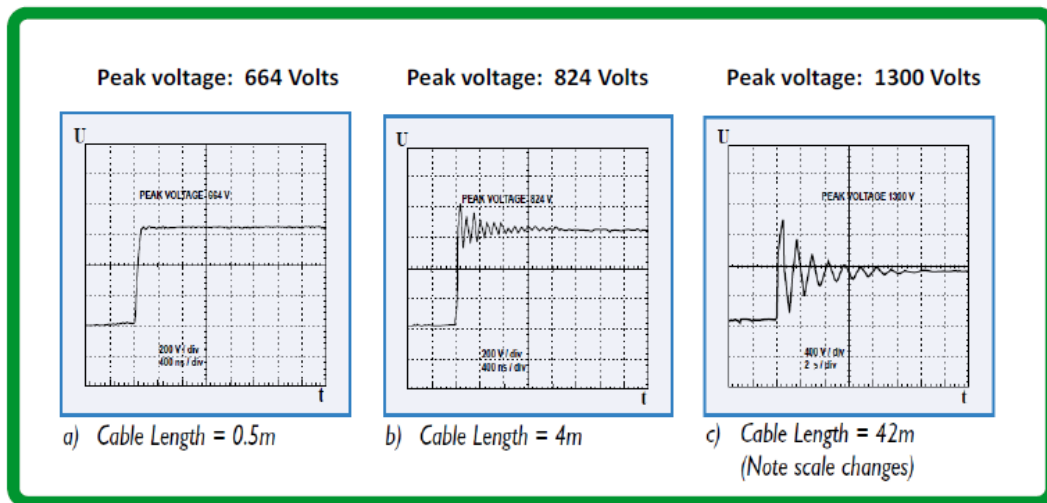 Peak voltage: 664 Volts
Peak voltage: 824 Volts
Peak voltage: 1300 Volts
U
PEAK VOLTAGE 664 V
200 V / div
400 ns / div
t
U
PEAK VOLTAGE 824 V
200 V / div
400 ns / div
t
U
PEAK VOLTAGE 1300 V
400 V / div
2 s / div
t
a) Cable Length = 0.5m
b) Cable Length = 4m
c) Cable Length = 42m
(Note scale changes)